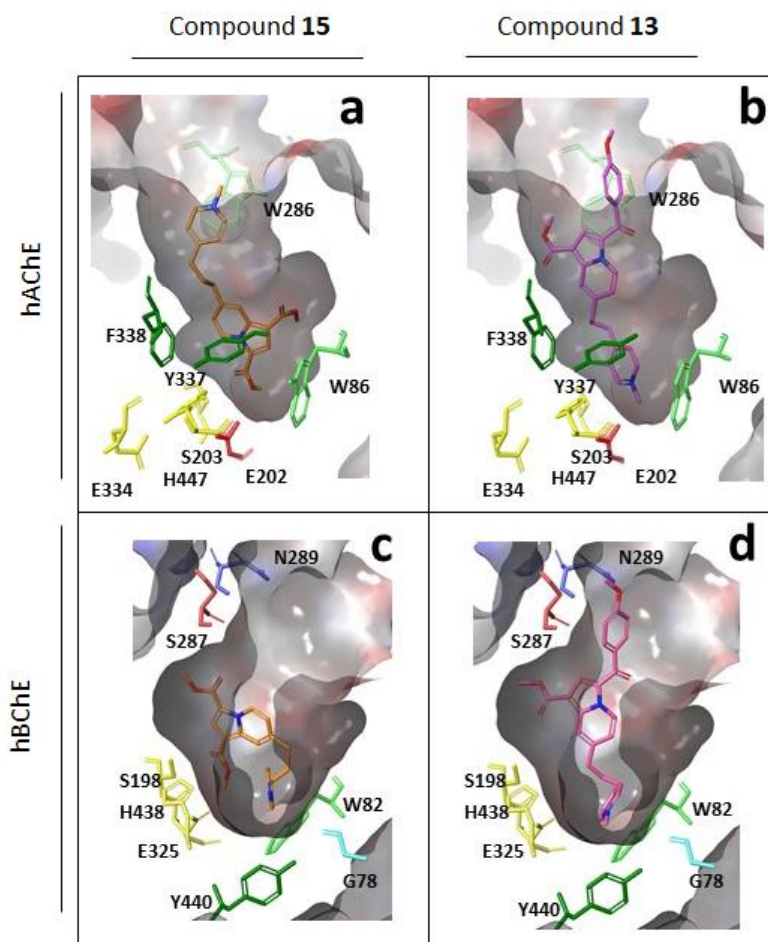 Compound 15
Compound 13
hAChE
a
W286
F338
Y337
W86
S203
H447
E202
E334
b
W286
F338
Y337
W86
S203
H447
E202
E334
hBChE
c
N289
S287
S198
H438
W82
E325
G78
Y440
d
N289
S287
S198
H438
W82
E325
G78
Y440